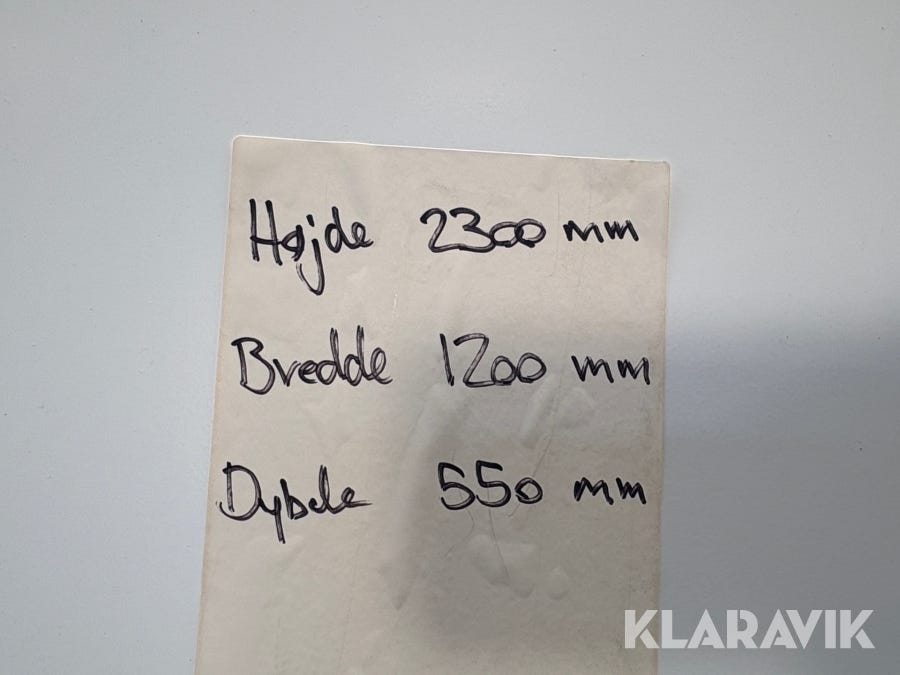 Højde 2300 mm
Bredde 1200 mm
Dybde 550 mm
KLARAVIK